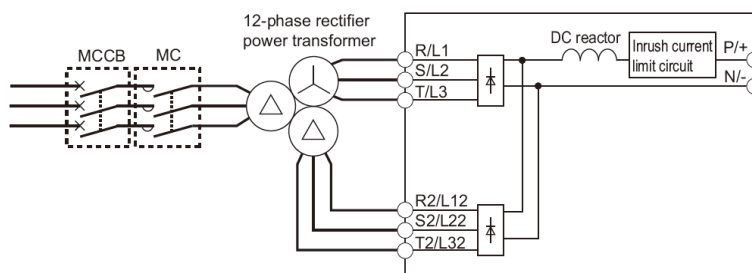 12-phase rectifier
power transformer
MCCB
MC
R/L1
S/L2
T/L3
DC reactor
Inrush current
limit circuit
P/+
N/-
R2/L12
S2/L22
T2/L32